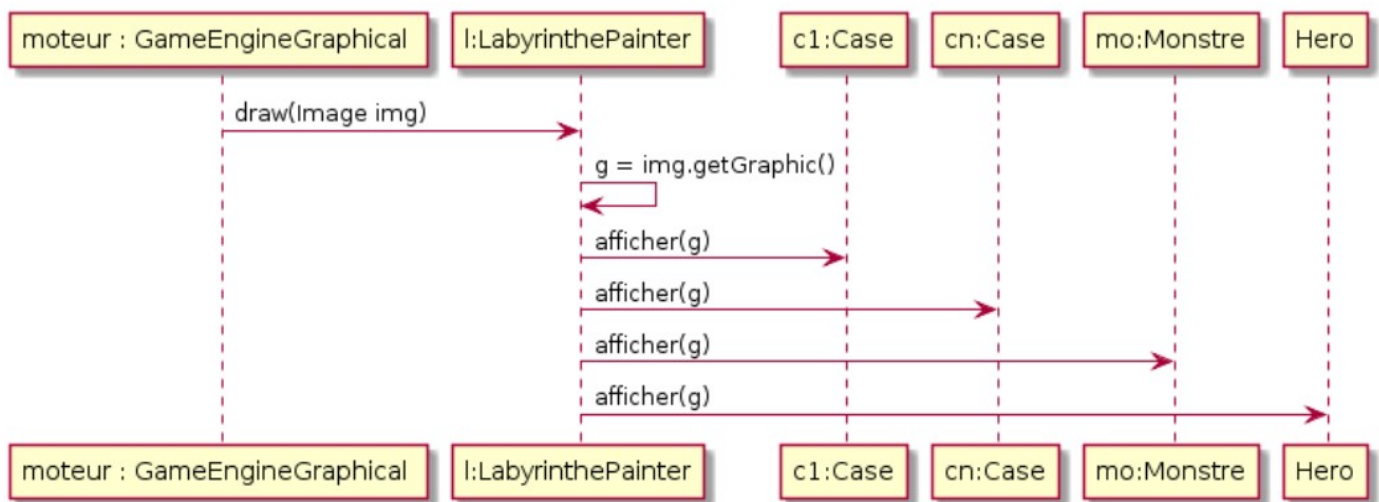 moteur : GameEngineGraphical
l:LabyrinthePainter
c1:Case
cn:Case
mo:Monstre
Hero
draw(Image img)
g = img.getGraphic()
afficher(g)
afficher(g)
afficher(g)
afficher(g)
moteur : GameEngineGraphical
l:LabyrinthePainter
c1:Case
cn:Case
mo:Monstre
Hero